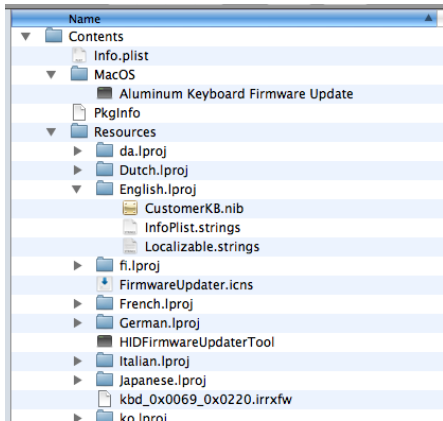 Name
Contents
Info.plist
MacOS
Aluminum Keyboard Firmware Update
PkgInfo
Resources
da.lproj
Dutch.lproj
English.lproj
CustomerKB.nib
InfoPlist.strings
Localizable.strings
fi.lproj
FirmwareUpdater.icns
French.lproj
German.lproj
HIDFirmwareUpdaterTool
Italian.lproj
Japanese.lproj
kbd_0x0069_0x0220.irrxfw
ko.lproj